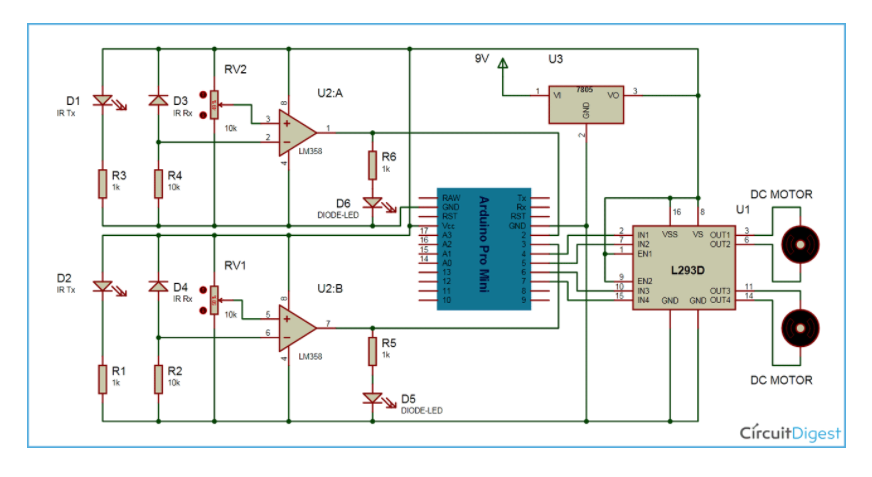 9V
U3
7805
1
VI
VO
3
GND
2
RV2
10k
D1
IR Tx
D3
IR Rx
R3
1k
R4
10k
U2:A
8
3
2
1
4
LM358
R6
1k
D6
DIODE-LED
Arduino Pro Mini
RAW
GND
RST
Vcc
17 A3
16 A2
15 A1
14 A0
13
12
11
10
Tx
Rx
RST
GND
2
3
4
5
6
7
8
9
DC MOTOR
U1
L293D
16
8
VSS
VS
2 IN1
7 IN2
1 EN1
9 EN2
10 IN3
15 IN4
OUT1 3
OUT2 6
OUT3 11
OUT4 14
GND
GND
DC MOTOR
D2
IR Tx
D4
IR Rx
RV1
10k
R1
1k
R2
10k
U2:B
8
5
6
7
4
LM358
R5
1k
D5
DIODE-LED
CírcuitDigest